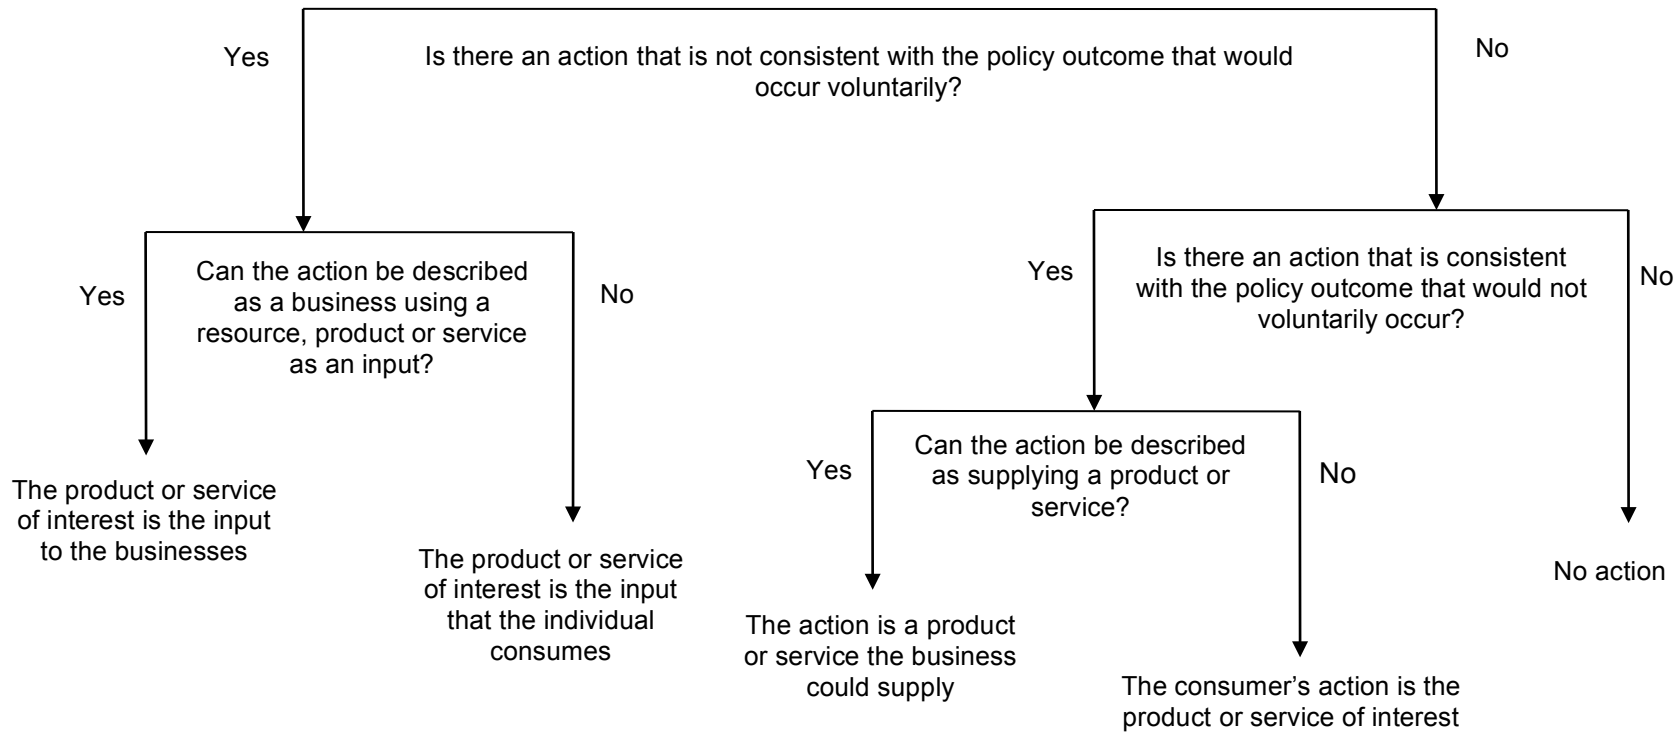 Yes
Is there an action that is not consistent with the policy outcome that would
occur voluntarily?
No
Yes
Can the action be described
as a business using a
resource, product or service
as an input?
No
Yes
Is there an action that is consistent
with the policy outcome that would not
voluntarily occur?
No
The product or service
of interest is the input
to the businesses
The product or service
of interest is the input
that the individual
consumes
Yes
Can the action be described
as supplying a product or
service?
No
No action
The action is a product
or service the business
could supply
The consumer’s action is the
product or service of interest